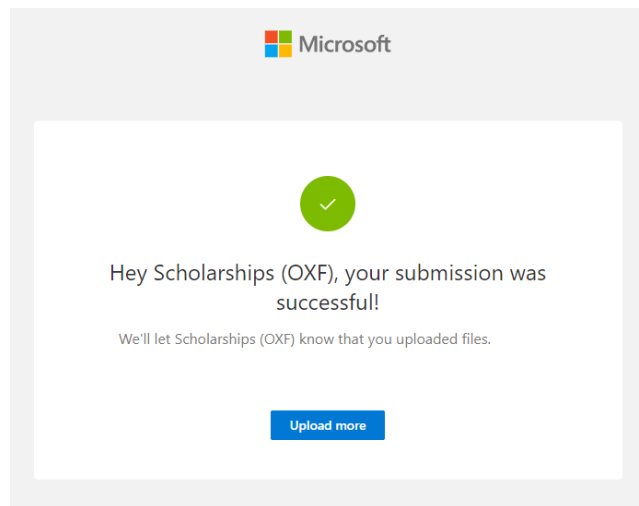 Microsoft
Hey Scholarships (OXF), your submission was
successful!
We'll let Scholarships (OXF) know that you uploaded files.
Upload more